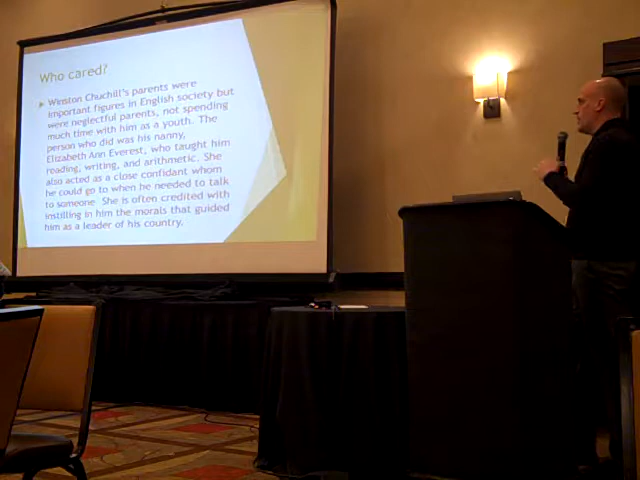 Who cared?
Winston Chuchill's parents were
important figures in English society but
were neglectful parents, not spending
much time with him as a youth. The
person who did was his nanny,
Elizabeth Ann Everest, who taught him
reading, writing, and arithmetic. She
also acted as a close confidant whom
he could go to when he needed to talk
to someone. She is often credited with
instilling in him the morals that guided
him as a leader of his country.